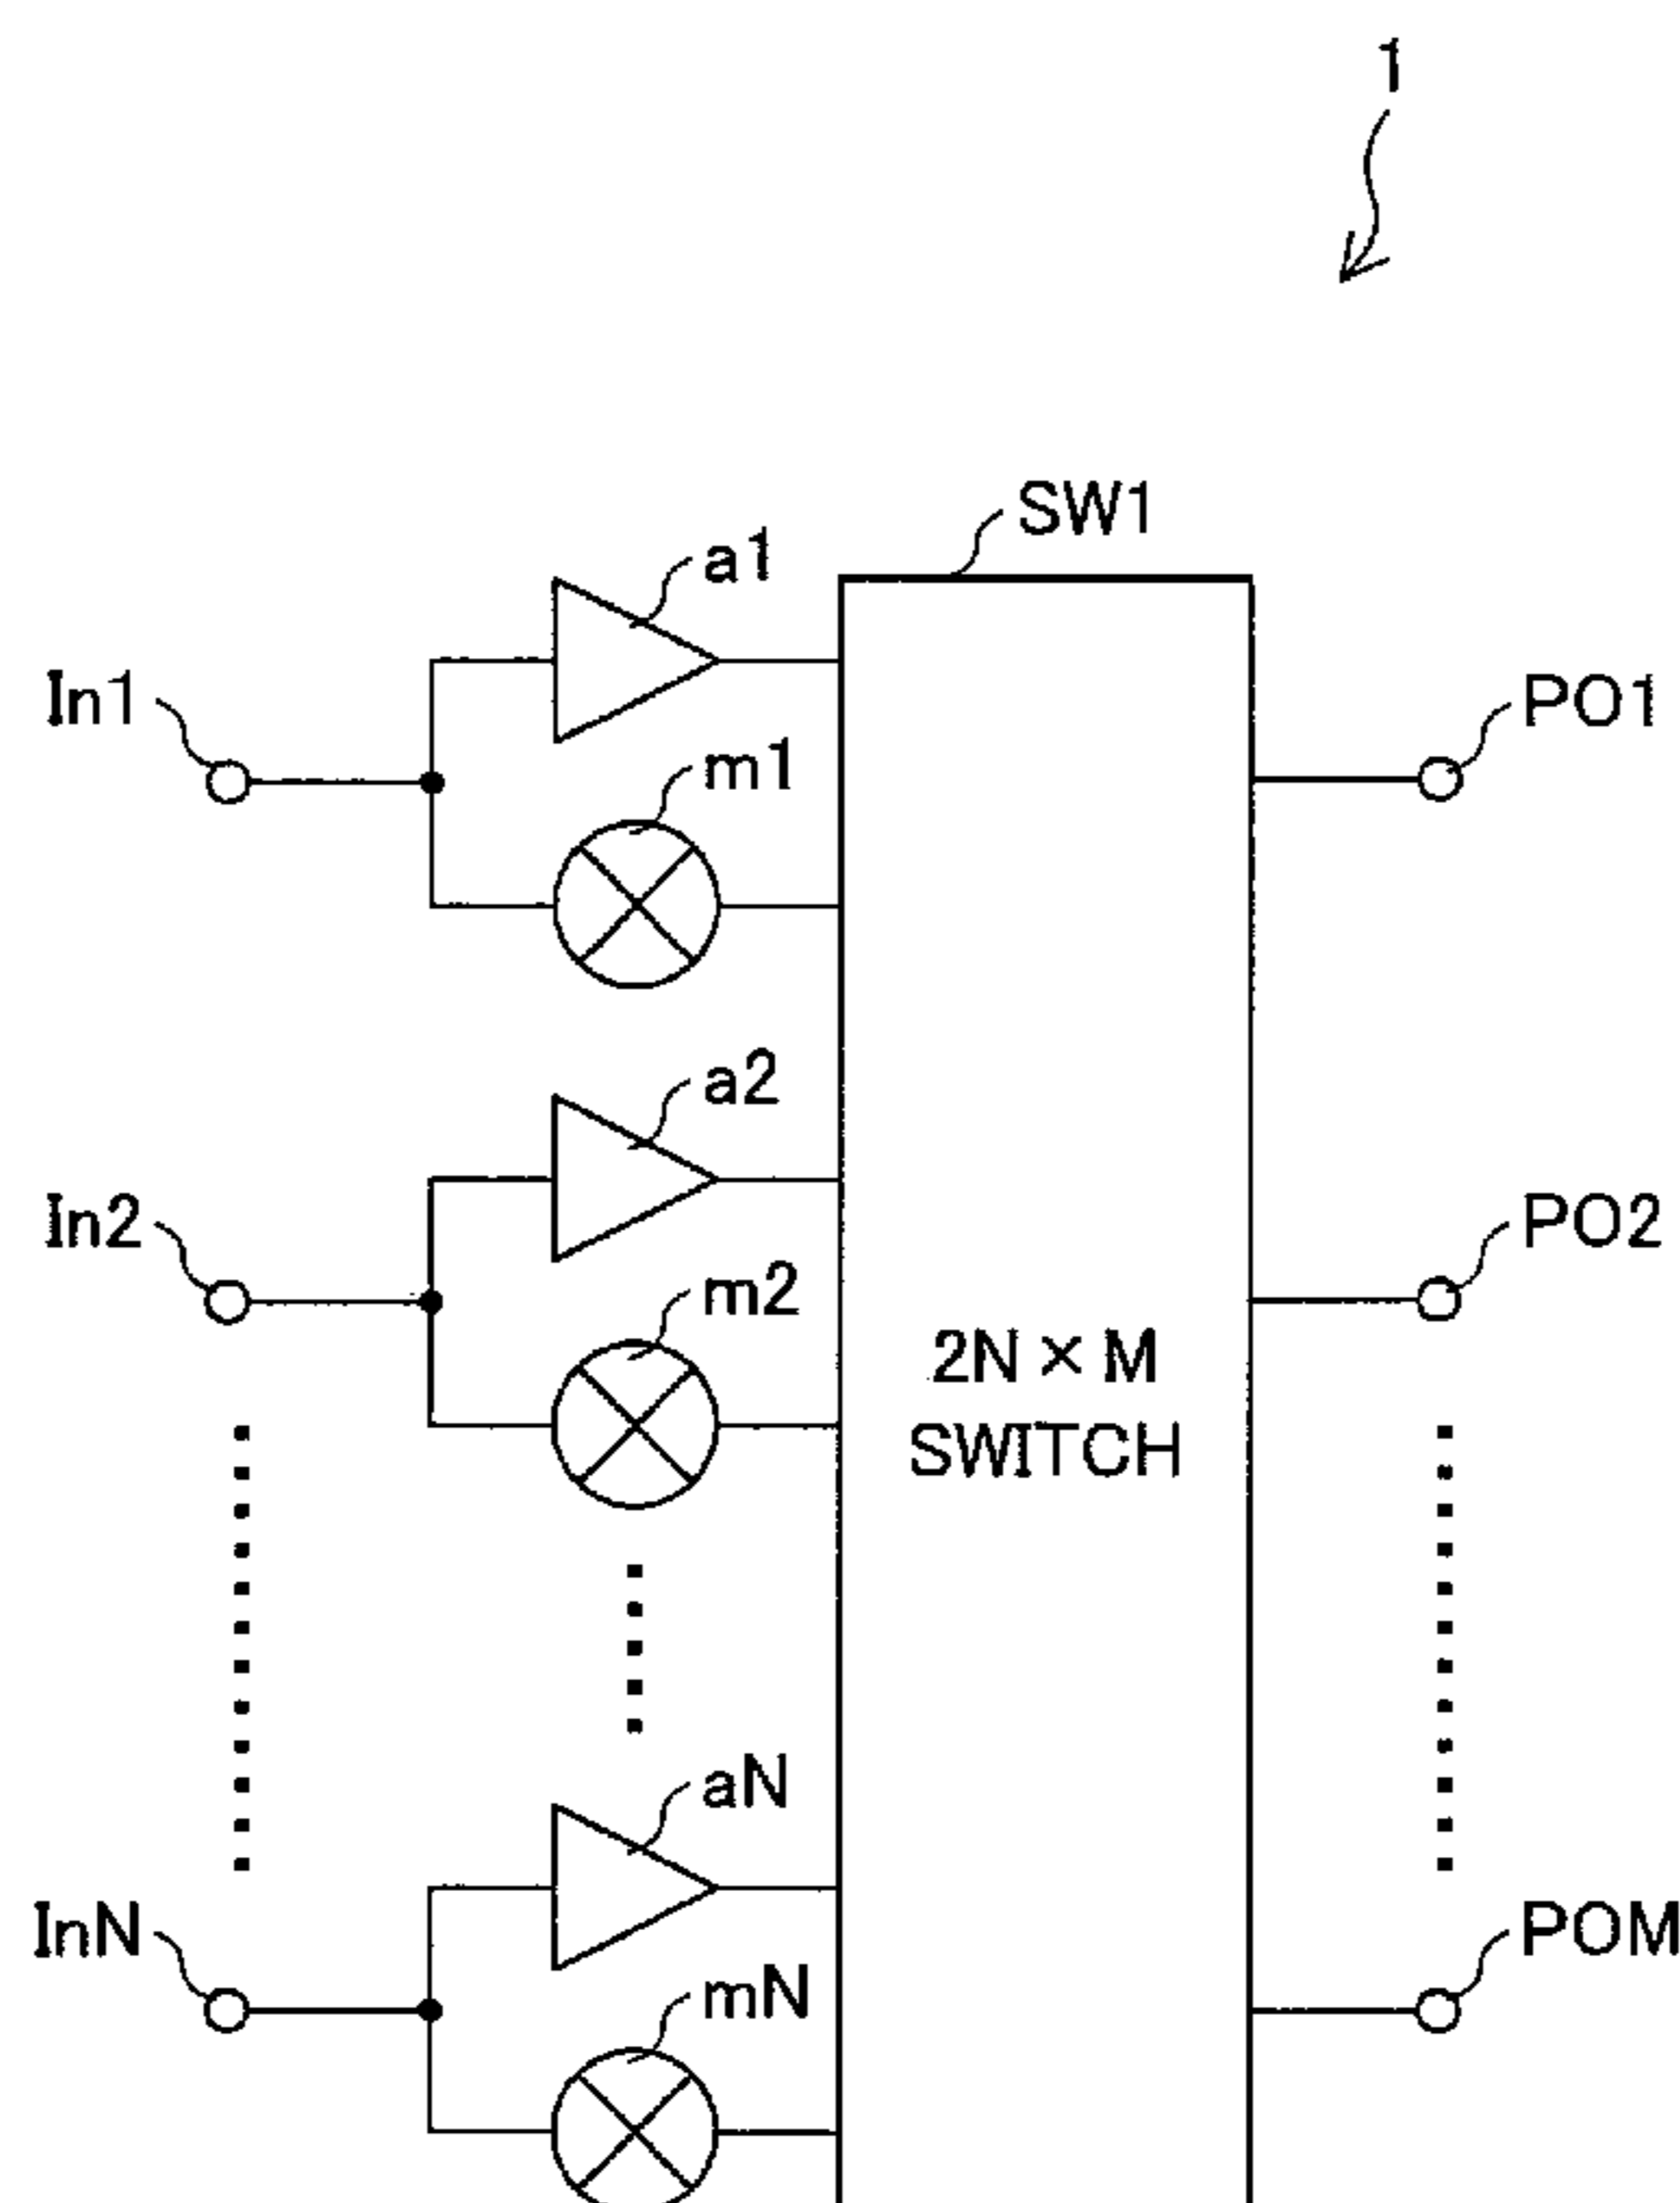 1
SW1
a1
In1
PO1
m1
a2
In2
PO2
m2
2N × M
SWITCH
aN
InN
POM
mN